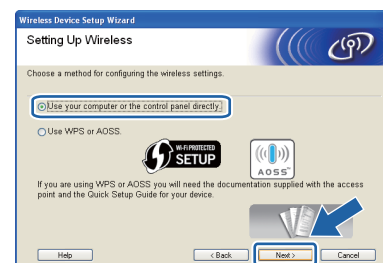 Wireless Device Setup Wizard
Setting Up Wireless
Choose a method for configuring the wireless settings.
Use your computer or the control panel directly.
Use WPS or AOSS.
WI-FI PROTECTED
SETUP
AOSS™
If you are using WPS or AOSS you will need the documentation supplied with the access
point and the Quick Setup Guide for your device.
Help
< Back
Next >
Cancel